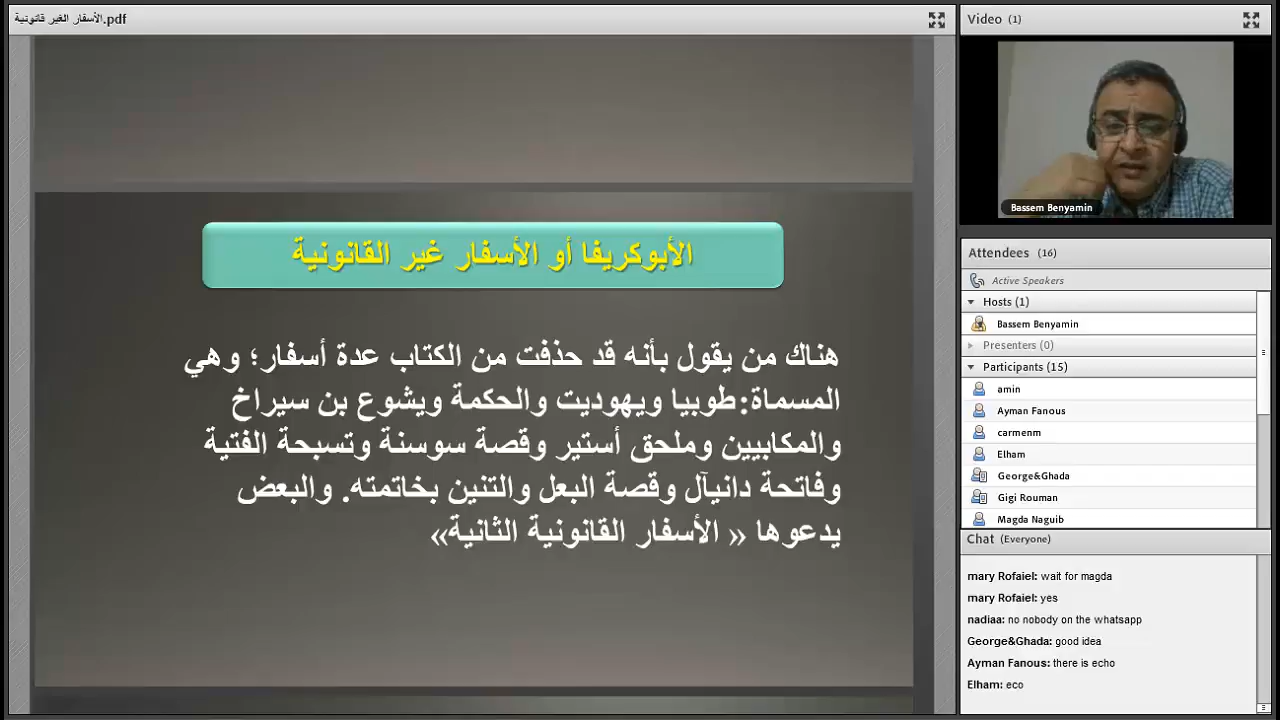 الأسفار الغير قانونية.pdf
الأبوكريفا أو الأسفار غير القانونية
هناك من يقول بأنه قد حذفت من الكتاب عدة أسفار؛ وهي
المسماة:طوبيا ويهوديت والحكمة ويشوع بن سيراخ
والمكابيين وملحق أستير وقصة سوسنة وتسبحة الفتية
وفاتحة دانيآل وقصة البعل والتنين بخاتمته. والبعض
يدعوها « الأسفار القانونية الثانية»
Video (1)
Bassem Benyamin
Attendees (16)
Active Speakers
Hosts (1)
Bassem Benyamin
Presenters (0)
Participants (15)
amin
Ayman Fanous
carmenm
Elham
George&Ghada
Gigi Rouman
Magda Naguib
Chat (Everyone)
mary Rofaiel: wait for magda
mary Rofaiel: yes
nadiaa: no nobody on the whatsapp
George&Ghada: good idea
Ayman Fanous: there is echo
Elham: eco